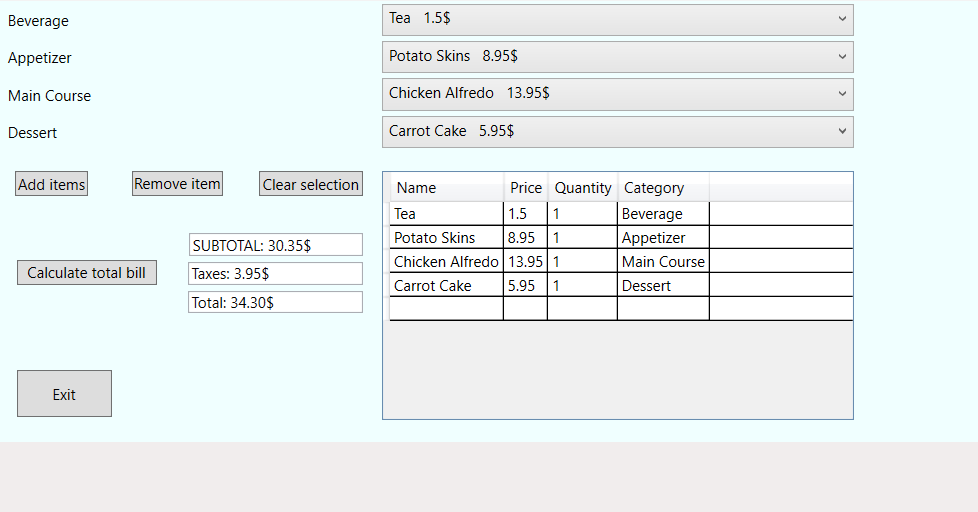 Beverage Tea 1.5$
Appetizer Potato Skins 8.95$
Main Course Chicken Alfredo 13.95$
Dessert Carrot Cake 5.95$
Add items Remove item Clear selection
SUBTOTAL: 30.35$
Calculate total bill
Taxes: 3.95$
Total: 34.30$
Exit
Name Price Quantity Category
Tea 1.5 1 Beverage
Potato Skins 8.95 1 Appetizer
Chicken Alfredo 13.95 1 Main Course
Carrot Cake 5.95 1 Dessert